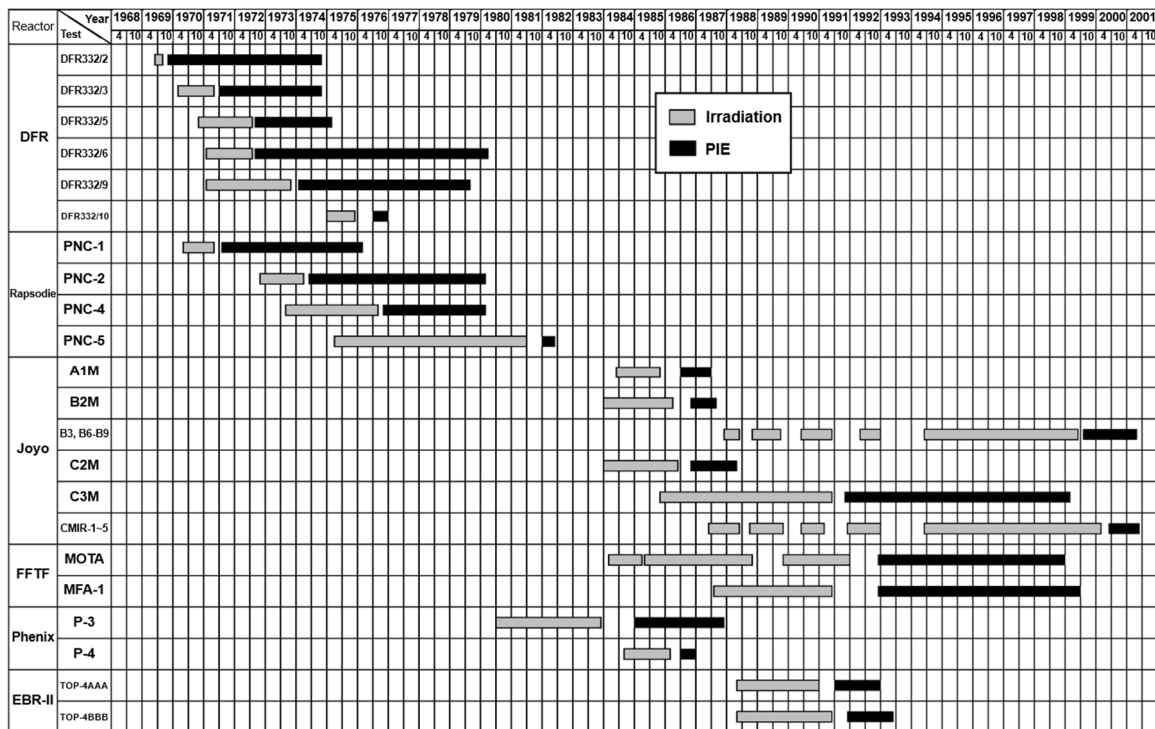 Reactor Year Test 1968 1969 1970 1971 1972 1973 1974 1975 1976 1977 1978 1979 1980 1981 1982 1983 1984 1985 1986 1987 1988 1989 1990 1991 1992 1993 1994 1995 1996 1997 1998 1999 2000 2001
4 10 4 10 4 10 4 10 4 10 4 10 4 10 4 10 4 10 4 10 4 10 4 10 4 10 4 10 4 10 4 10 4 10 4 10 4 10 4 10 4 10 4 10 4 10 4 10 4 10 4 10 4 10 4 10 4 10 4 10 4 10 4 10 4 10 4 10
DFR
DFR332/2
DFR332/3
DFR332/5
DFR332/6
DFR332/9
DFR332/10
Irradiation
PIE
Rapsodie
PNC-1
PNC-2
PNC-4
PNC-5
Joyo
A1M
B2M
B3, B6-B9
C2M
C3M
CMIR-1~5
FFTF
MOTA
MFA-1
Phenix
P-3
P-4
EBR-II
TOP-4AAA
TOP-4BBB